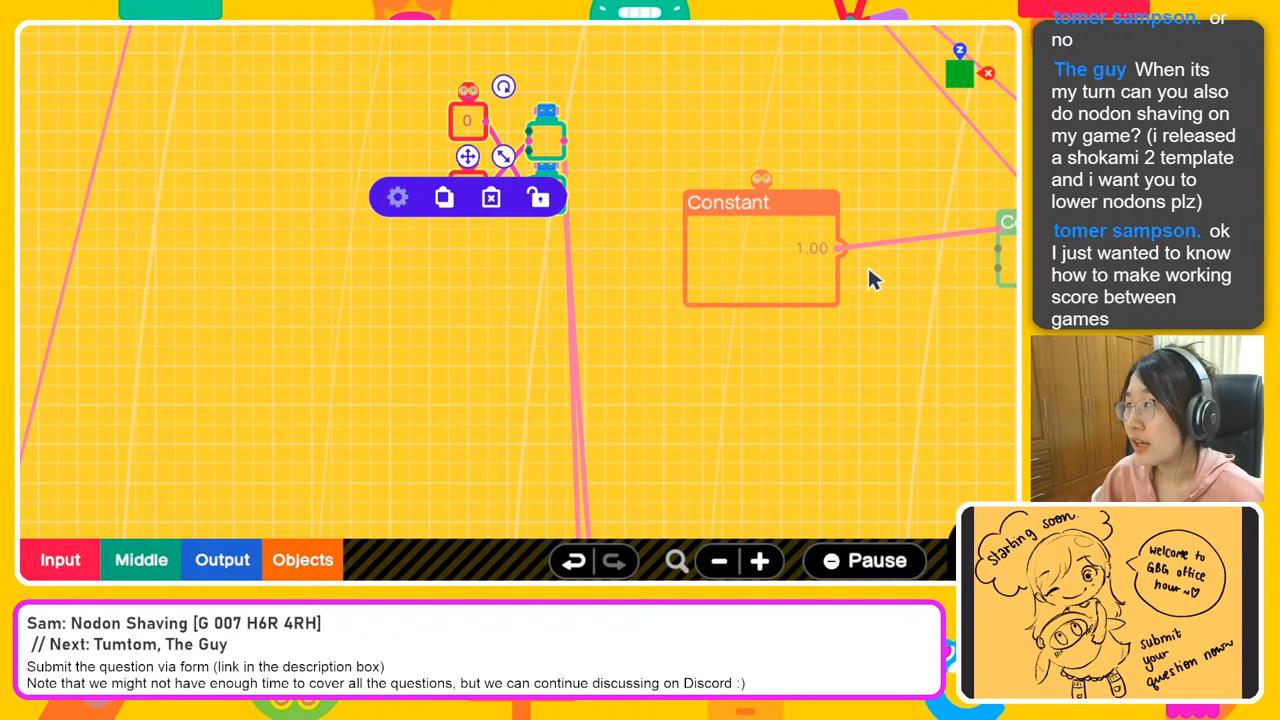 0
z
x
Constant
1.00
Input
Middle
Output
Objects
Pause
tomer sampson. or
no
The guy When its
my turn can you also
do nodon shaving on
my game? (i released
a shokami 2 template
and i want you to
lower nodons plz)
tomer sampson. ok
I just wanted to know
how to make working
score between
games
starting soon.
welcome to
GBG office
hour~♡
submit
your
question now~
Sam: Nodon Shaving [G 007 H6R 4RH]
// Next: Tumtom, The Guy
Submit the question via form (link in the description box)
Note that we might not have enough time to cover all the questions, but we can continue discussing on Discord :)